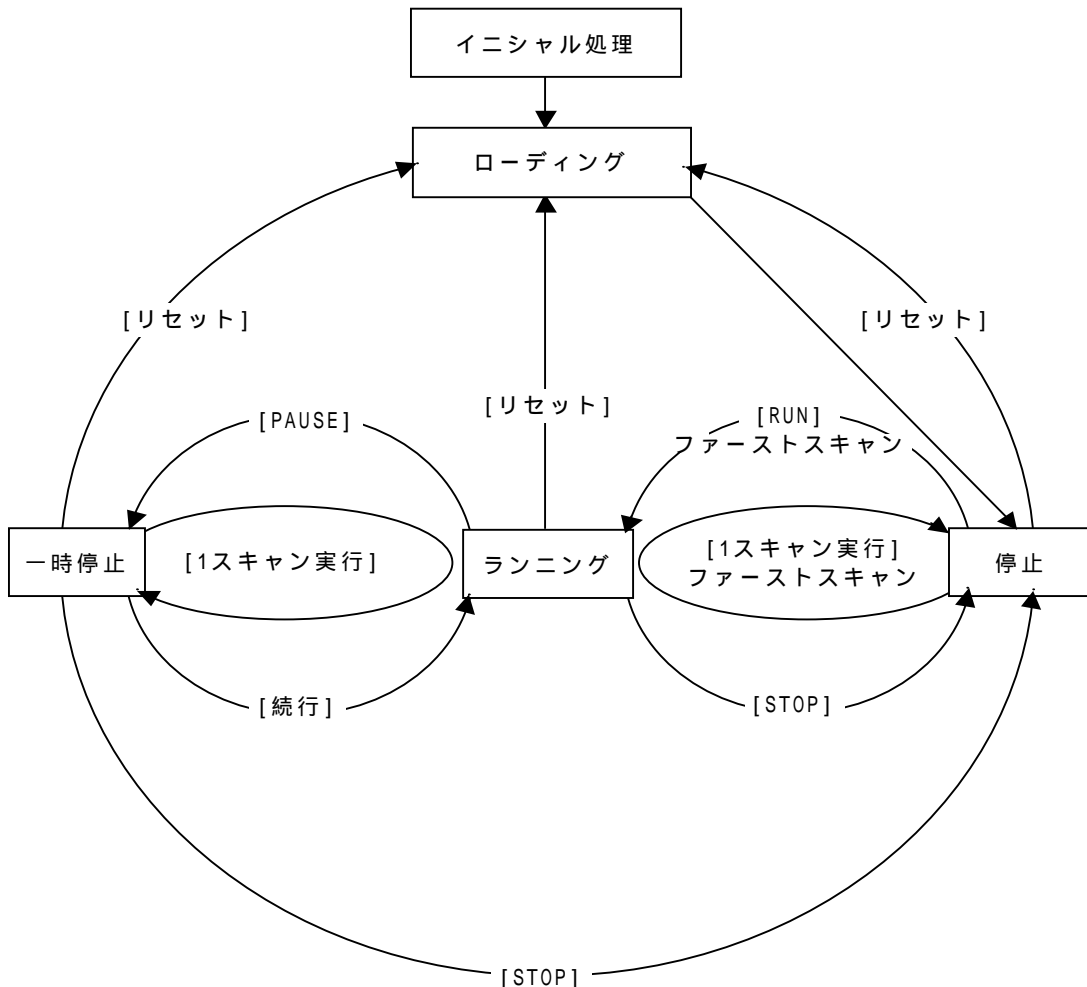 イニシャル処理
ローディング
[リセット]
[リセット]
[リセット]
[PAUSE]
[RUN]
ファーストスキャン
一時停止
[1スキャン実行]
ランニング
[1スキャン実行]
ファーストスキャン
停止
[続行]
[STOP]
[STOP]